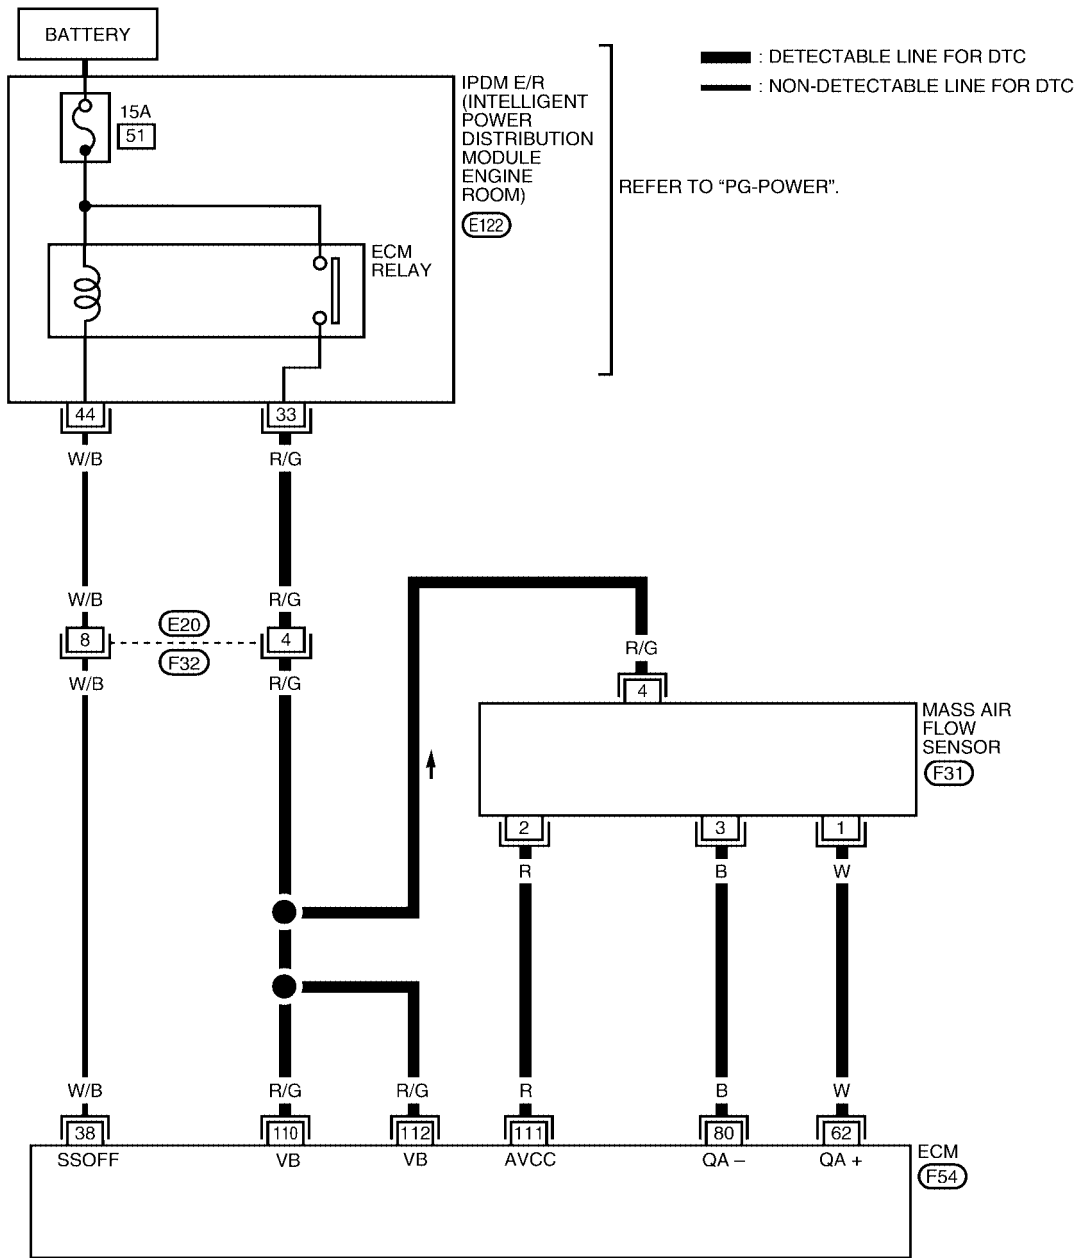 BATTERY
: DETECTABLE LINE FOR DTC
: NON-DETECTABLE LINE FOR DTC
15A
51
IPDM E/R
(INTELLIGENT
POWER
DISTRIBUTION
MODULE
ENGINE
ROOM)
E122
REFER TO “PG-POWER”.
ECM
RELAY
44
33
W/B
R/G
W/B
R/G
8
E20
F32
4
W/B
R/G
R/G
4
MASS AIR
FLOW
SENSOR
F31
2
3
1
R
B
W
W/B
R/G
R/G
R
B
W
38
110
112
111
80
62
SSOFF
VB
VB
AVCC
QA –
QA +
ECM
F54